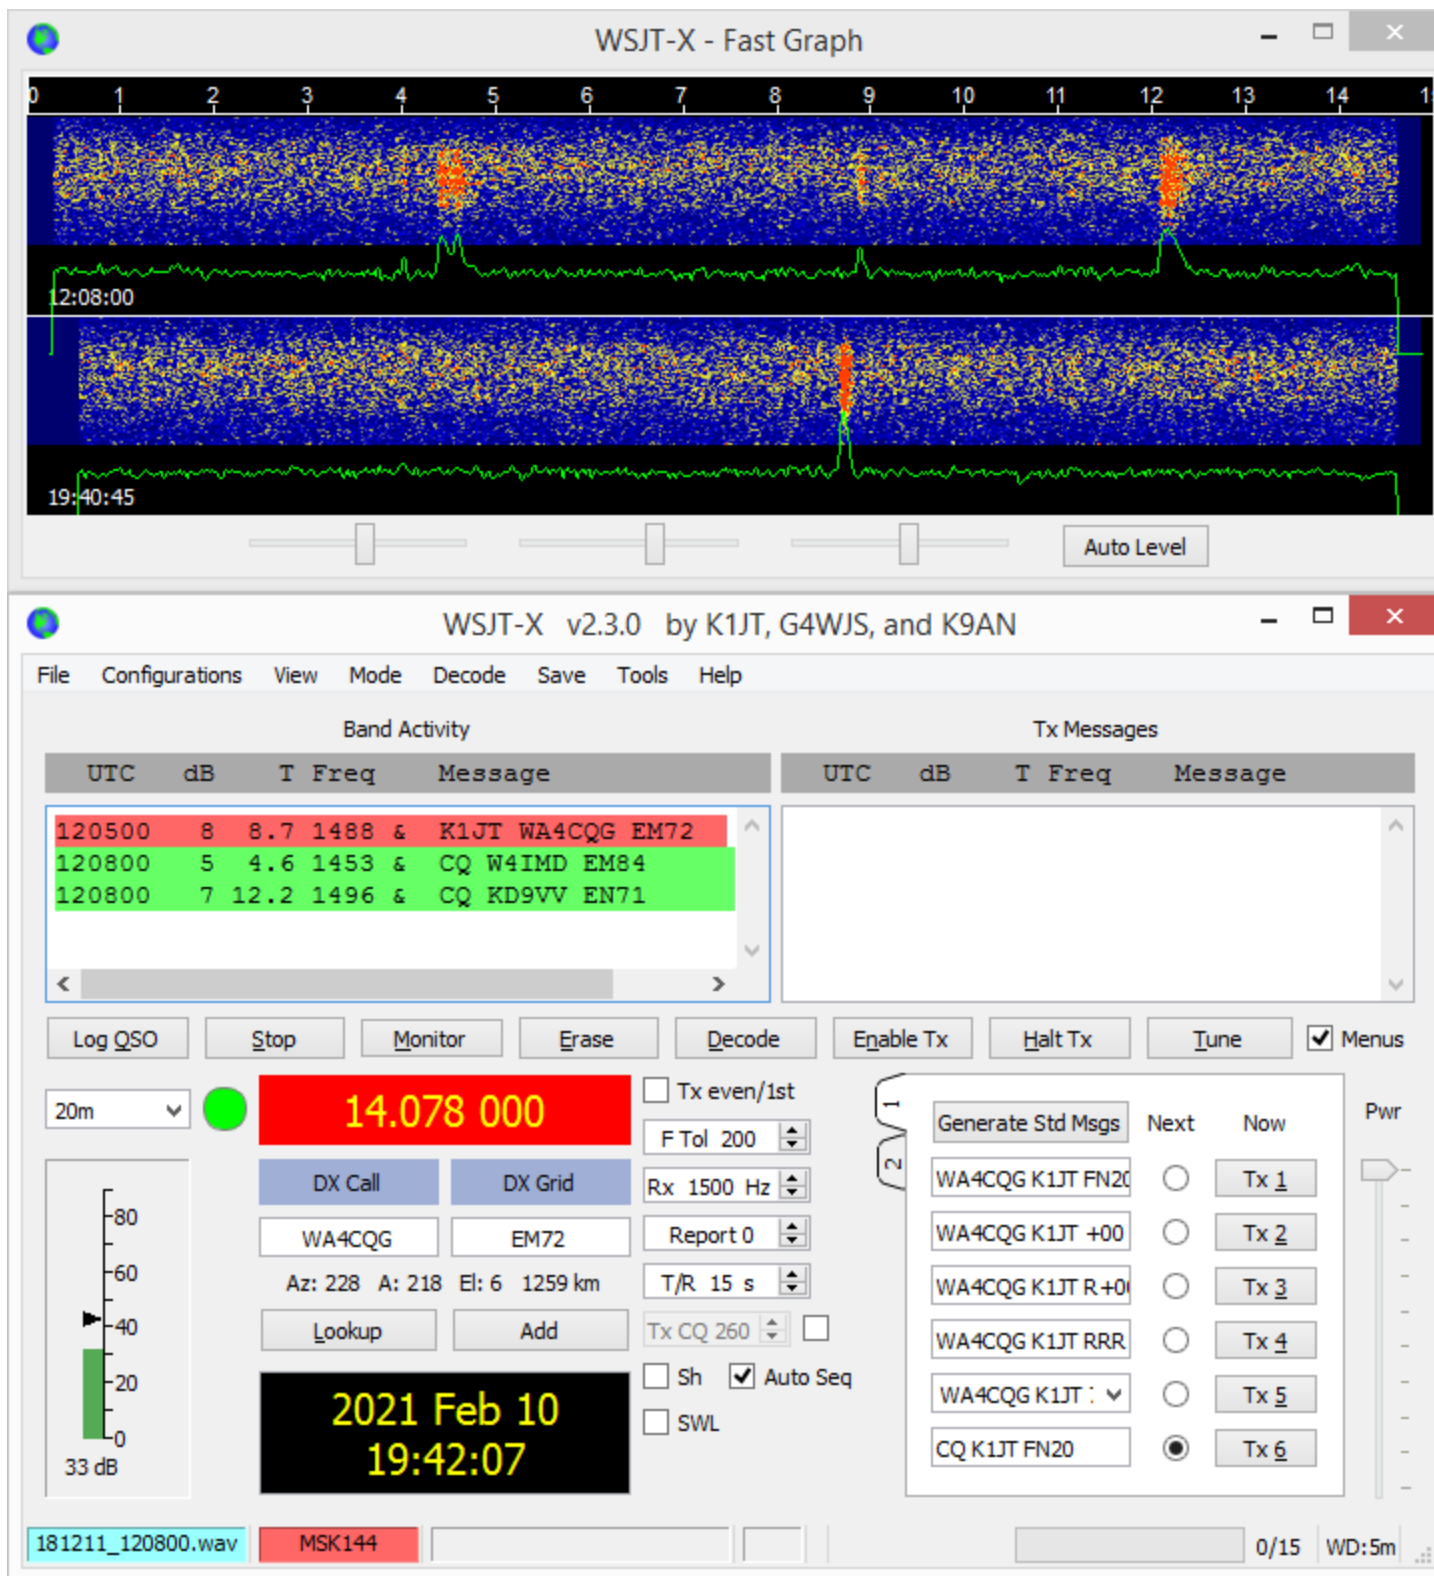 WSJT-X - Fast Graph
0 1 2 3 4 5 6 7 8 9 10 11 12 13 14
12:08:00
19:40:45
Auto Level
WSJT-X v2.3.0 by K1JT, G4WJS, and K9AN
File Configurations View Mode Decode Save Tools Help
Band Activity Tx Messages
UTC dB T Freq Message UTC dB T Freq Message
120500 8 8.7 1488 & K1JT WA4CQG EM72
120800 5 4.6 1453 & CQ W4IMD EM84
120800 7 12.2 1496 & CQ KD9VV EN71
Log QSO Stop Monitor Erase Decode Enable Tx Halt Tx Tune Menus
20m 14.078 000
Tx even/1st
F Tol 200
Rx 1500 Hz
Report 0
T/R 15 s
Tx CQ 260
Sh Auto Seq
SWL
DX Call DX Grid
WA4CQG EM72
Az: 228 A: 218 El: 6 1259 km
Lookup Add
2021 Feb 10
19:42:07
80
60
40
20
0
33 dB
1
2
Generate Std Msgs Next Now Pwr
WA4CQG K1JT FN20 Tx 1
WA4CQG K1JT +00 Tx 2
WA4CQG K1JT R+00 Tx 3
WA4CQG K1JT RRR Tx 4
WA4CQG K1JT Tx 5
CQ K1JT FN20 Tx 6
181211_120800.wav MSK144 0/15 WD:5m